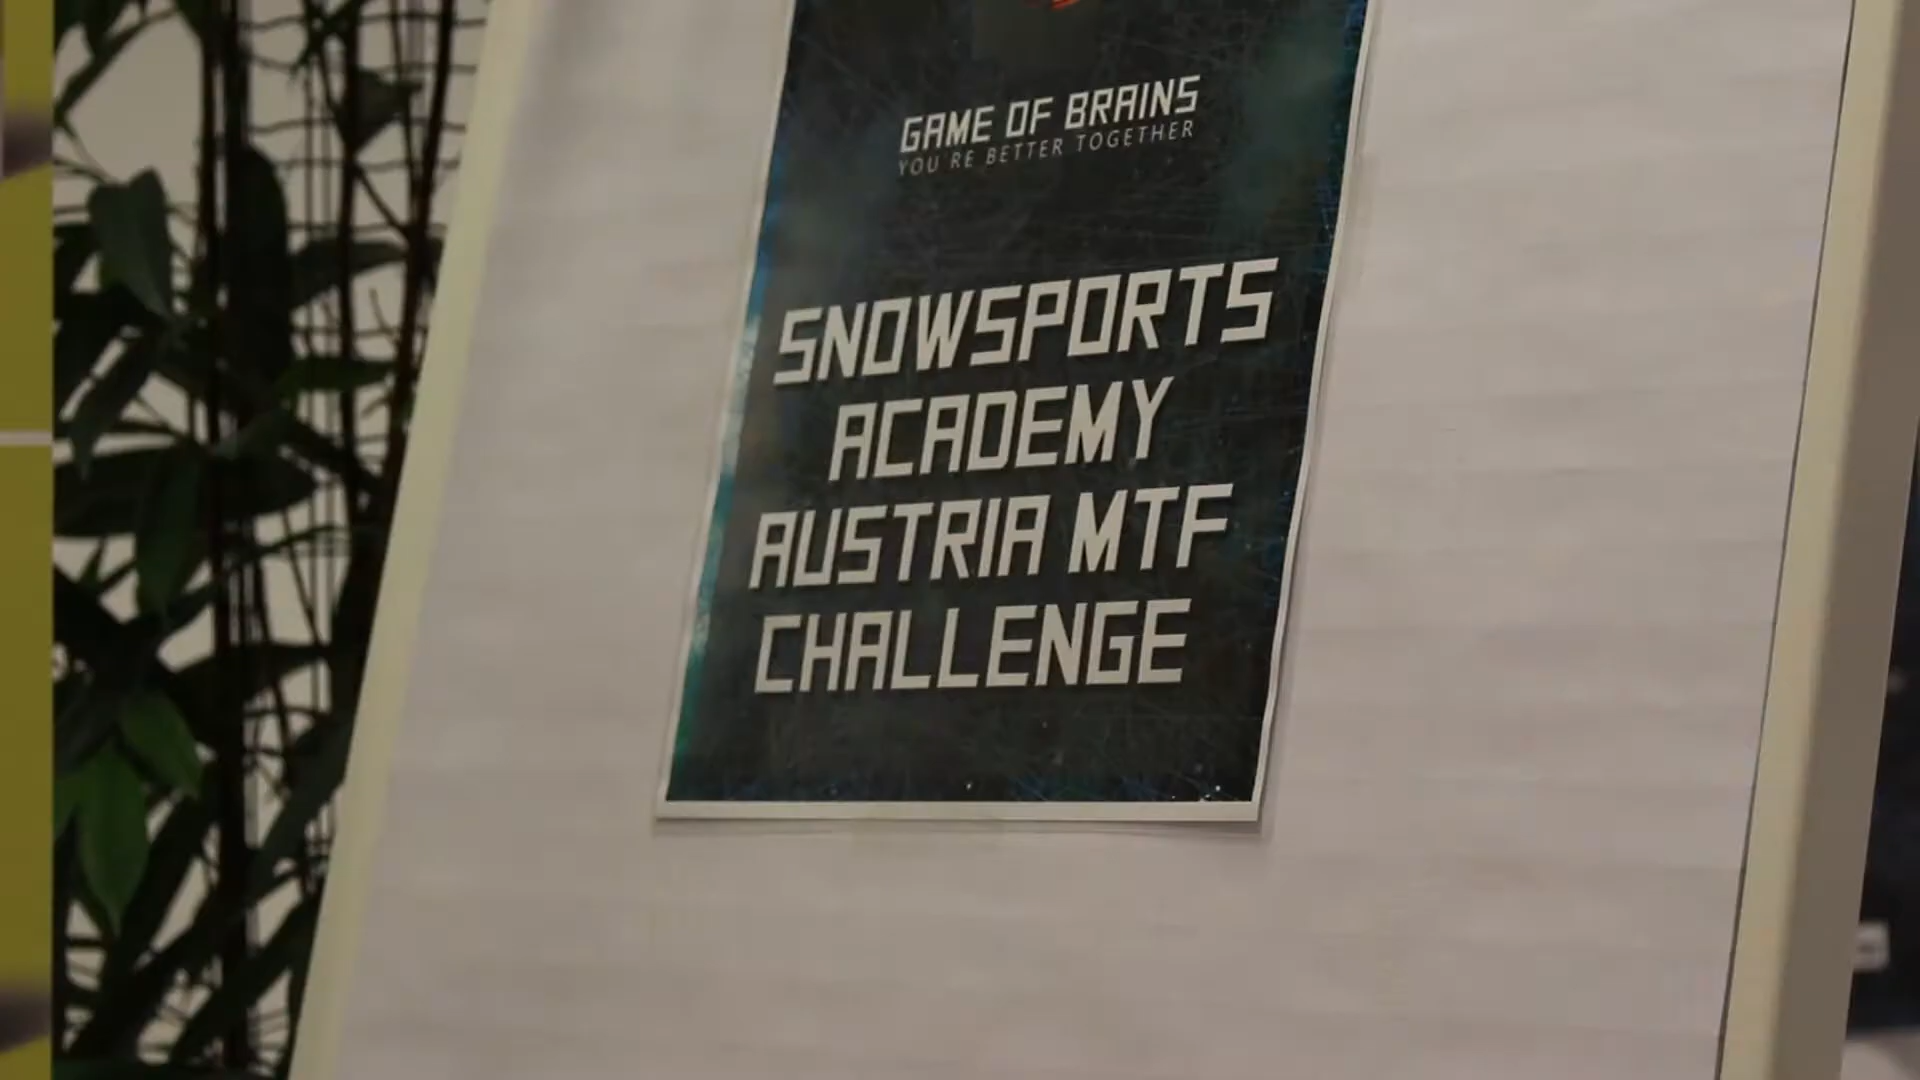 GAME OF BRAINS
YOU'RE BETTER TOGETHER
SNOWSPORTS
ACADEMY
AUSTRIA MTF
CHALLENGE